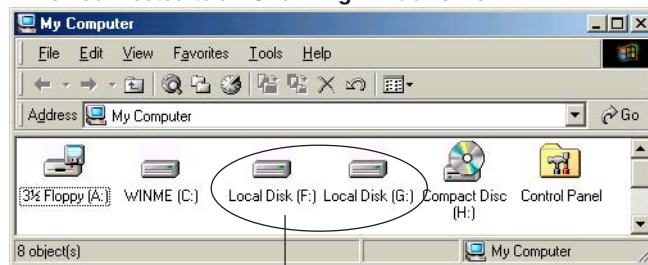 My Computer
File Edit View Favorites Tools Help
Address My Computer Go
3½ Floppy (A:) WINME (C:) Local Disk (F:) Local Disk (G:) Compact Disc (H:) Control Panel
8 object(s) My Computer